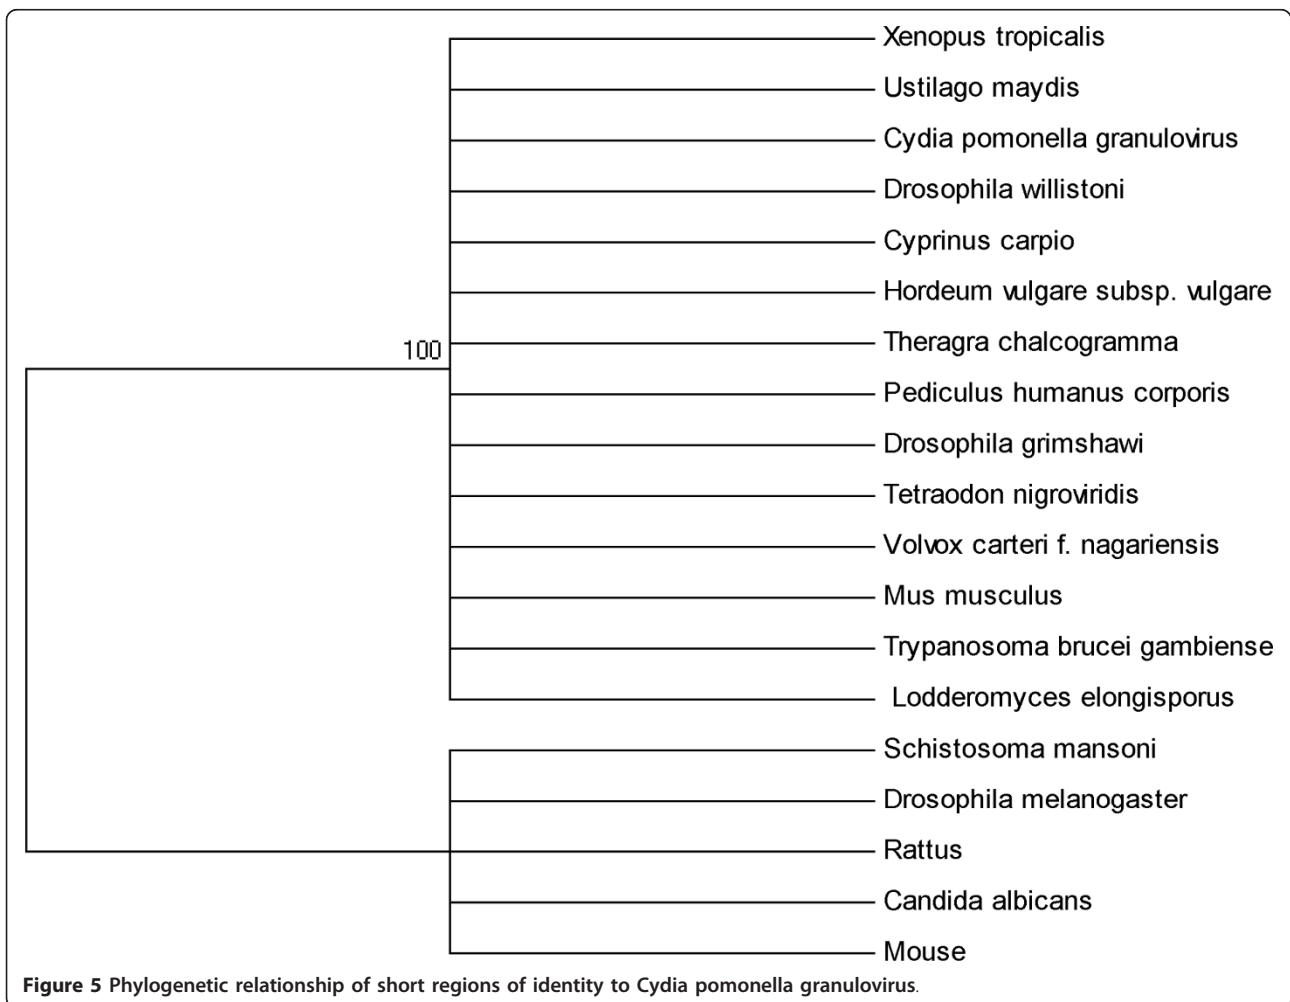 Xenopus tropicalis
Ustilago maydis
Cydia pomonella granulovirus
Drosophila willistoni
Cyprinus carpio
Hordeum vulgare subsp. vulgare
Theragra chalcogramma
100
Pediculus humanus corporis
Drosophila grimshawi
Tetraodon nigroviridis
Volvox carteri f. nagariensis
Mus musculus
Trypanosoma brucei gambiense
Lodderomyces elongisporus
Schistosoma mansoni
Drosophila melanogaster
Rattus
Candida albicans
Mouse
Figure 5 Phylogenetic relationship of short regions of identity to Cydia pomonella granulovirus.